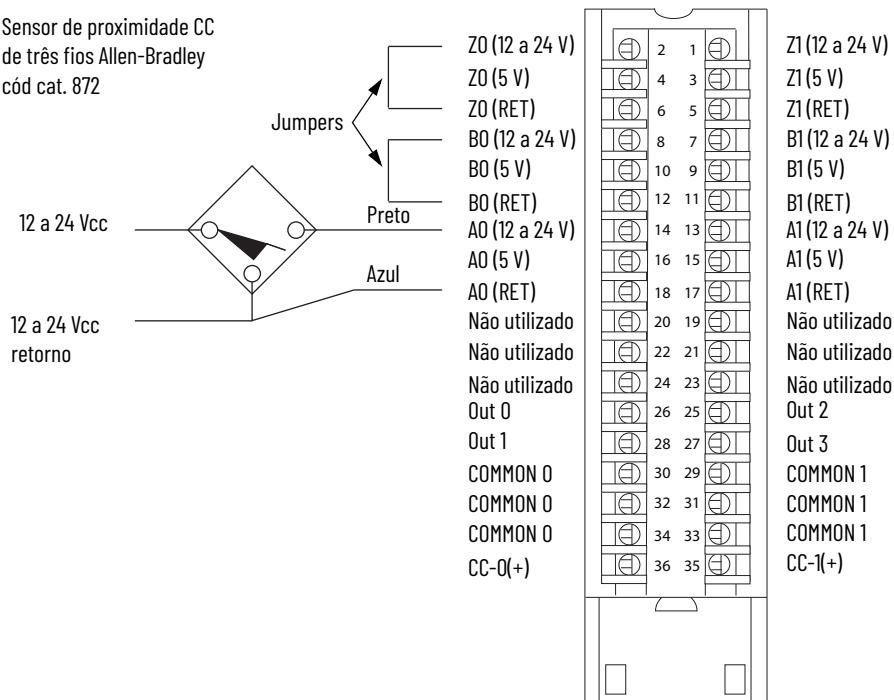 Sensor de proximidade CC
de três fios Allen-Bradley
cód cat. 872
Jumpers
12 a 24 Vcc
Preto
Azul
12 a 24 Vcc
retorno
Z0 (12 a 24 V) 2 1 Z1 (12 a 24 V)
Z0 (5 V) 4 3 Z1 (5 V)
Z0 (RET) 6 5 Z1 (RET)
B0 (12 a 24 V) 8 7 B1 (12 a 24 V)
B0 (5 V) 10 9 B1 (5 V)
B0 (RET) 12 11 B1 (RET)
A0 (12 a 24 V) 14 13 A1 (12 a 24 V)
A0 (5 V) 16 15 A1 (5 V)
A0 (RET) 18 17 A1 (RET)
Não utilizado 20 19 Não utilizado
Não utilizado 22 21 Não utilizado
Não utilizado 24 23 Não utilizado
Out 0 26 25 Out 2
Out 1 28 27 Out 3
COMMON 0 30 29 COMMON 1
COMMON 0 32 31 COMMON 1
COMMON 0 34 33 COMMON 1
CC-0(+) 36 35 CC-1(+)